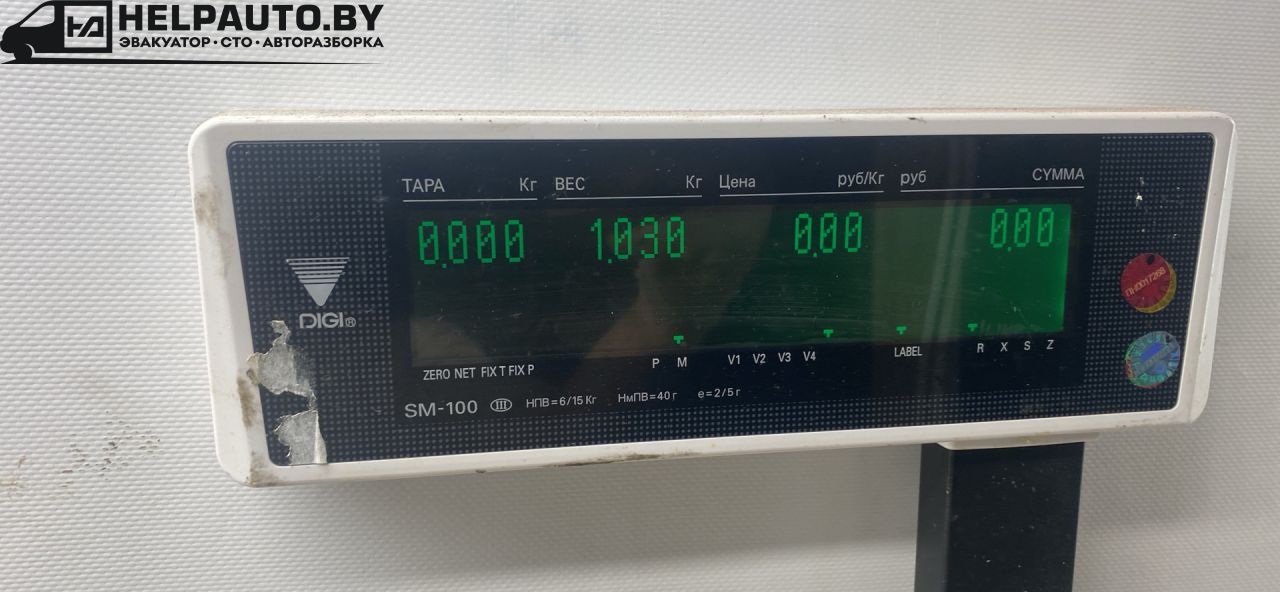 HELPAUTO.BY
ЭВАКУАТОР · СТО · АВТОРАЗБОРКА
ТАРА Кг ВЕС Кг Цена руб/Кг руб СУММА
0.000 1.030 0.00 0.00
DIGI®
ПН0017268
P M V1 V2 V3 V4 LABEL R X S Z
ZERO NET FIX T FIX P
SM-100 III НПВ=6/15 Кг НмПВ=40 г e=2/5 г